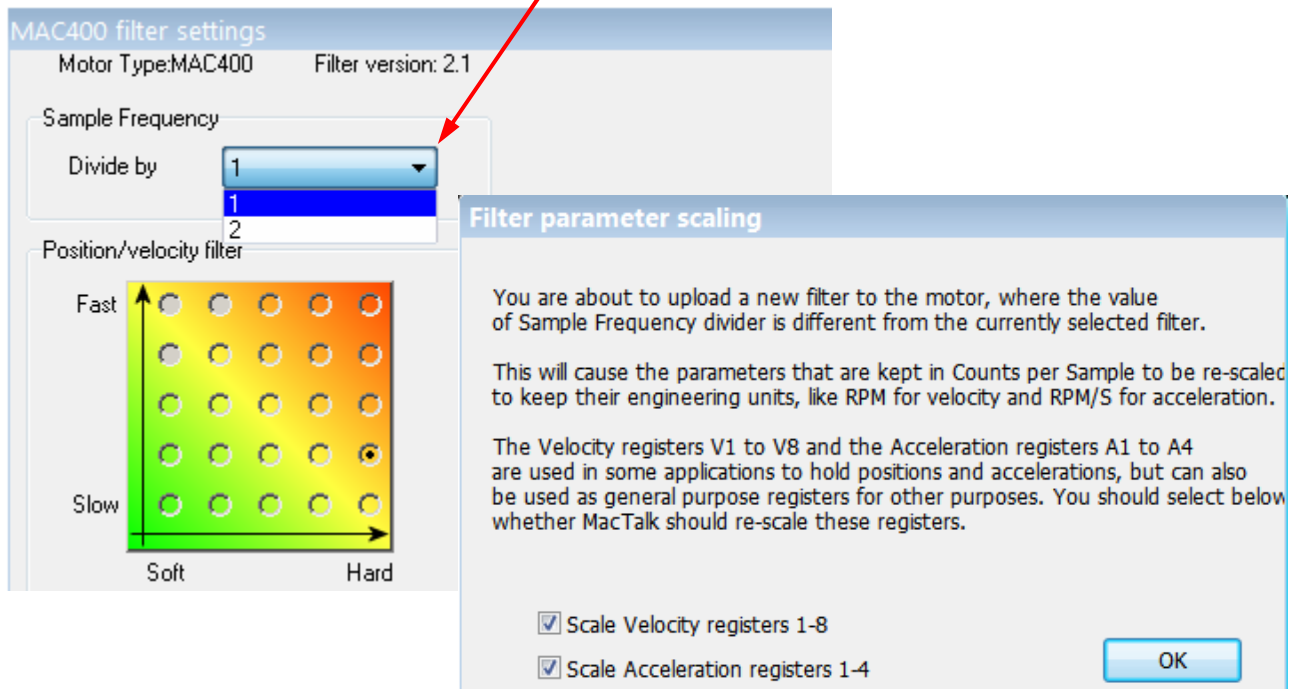 MAC400 filter settings
Motor Type:MAC400 Filter version: 2.1
Sample Frequency
Divide by 1
1
2
Position/velocity filter
Fast
Slow
Soft Hard
Filter parameter scaling
You are about to upload a new filter to the motor, where the value
of Sample Frequency divider is different from the currently selected filter.
This will cause the parameters that are kept in Counts per Sample to be re-scaled
to keep their engineering units, like RPM for velocity and RPM/S for acceleration.
The Velocity registers V1 to V8 and the Acceleration registers A1 to A4
are used in some applications to hold positions and accelerations, but can also
be used as general purpose registers for other purposes. You should select below
whether MacTalk should re-scale these registers.
Scale Velocity registers 1-8
Scale Acceleration registers 1-4
OK